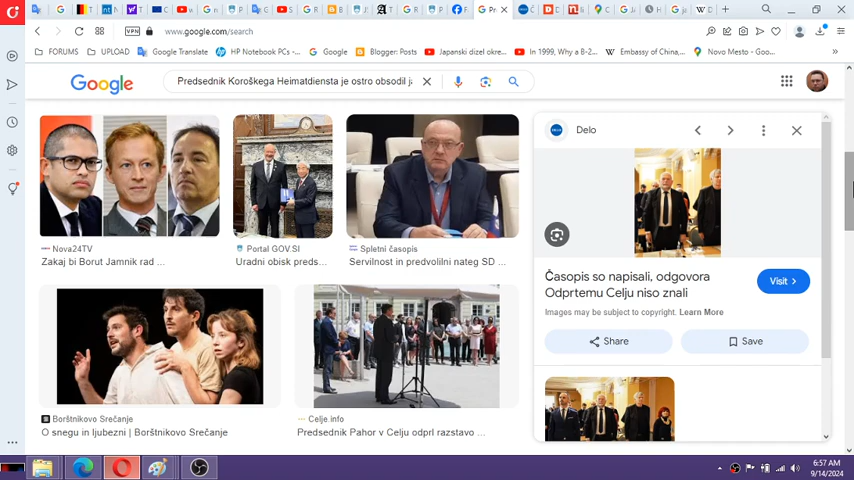 www.google.com/search
VPN
FORUMS
UPLOAD
Google Translate
HP Notebook PC -...
Google
Blogger: Posts
Japanski dizel okre...
In 1999, Why a B-2...
Embassy of China,...
Novo Mesto - Goo...
Google
Predsednik Koroškega Heimatdiensta je ostro obsodil j
Nova24TV
Zakaj bi Borut Jamnik rad ...
Portal GOV.SI
Uradni obisk preds...
Spletni časopis
Servilnost in predvolilni nateg SD ...
Borštnikovo Srečanje
O snegu in ljubezni | Borštnikovo Srečanje
Celje.info
Predsednik Pahor v Celju odprl razstavo ...
Delo
Časopis so napisali, odgovora
Odprtemu Celju niso znali
Visit
Images may be subject to copyright. Learn More
Share
Save
6:57 AM
9/14/2024